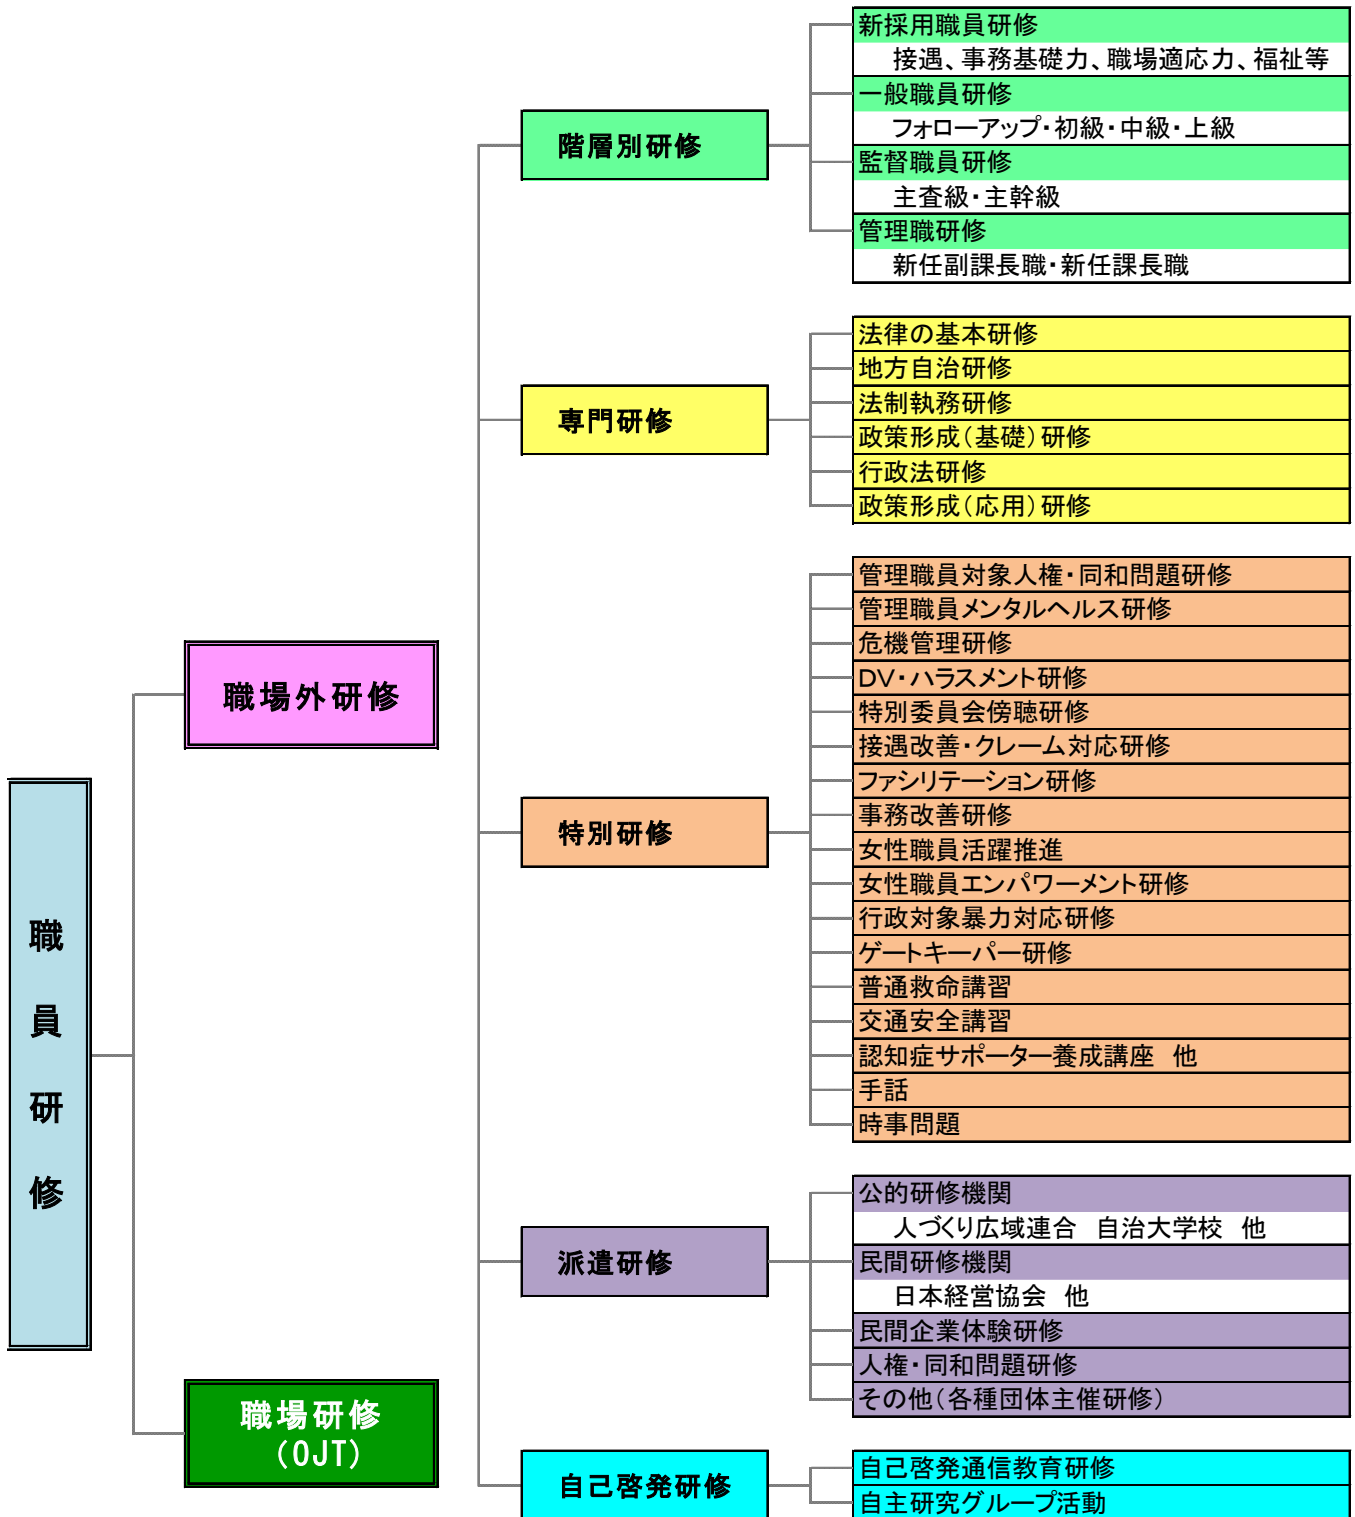 職員研修
職場外研修
職場研修
（OJT）
階層別研修
新採用職員研修
接遇、事務基礎力、職場適応力、福祉等
一般職員研修
フォローアップ・初級・中級・上級
監督職員研修
主査級・主幹級
管理職研修
新任副課長職・新任課長職
専門研修
法律の基本研修
地方自治研修
法制執務研修
政策形成（基礎）研修
行政法研修
政策形成（応用）研修
特別研修
管理職員対象人権・同和問題研修
管理職員メンタルヘルス研修
危機管理研修
DV・ハラスメント研修
特別委員会傍聴研修
接遇改善・クレーム対応研修
ファシリテーション研修
事務改善研修
女性職員活躍推進
女性職員エンパワーメント研修
行政対象暴力対応研修
ゲートキーパー研修
普通救命講習
交通安全講習
認知症サポーター養成講座　他
手話
時事問題
派遣研修
公的研修機関
人づくり広域連合　自治大学校　他
民間研修機関
日本経営協会　他
民間企業体験研修
人権・同和問題研修
その他（各種団体主催研修）
自己啓発研修
自己啓発通信教育研修
自主研究グループ活動